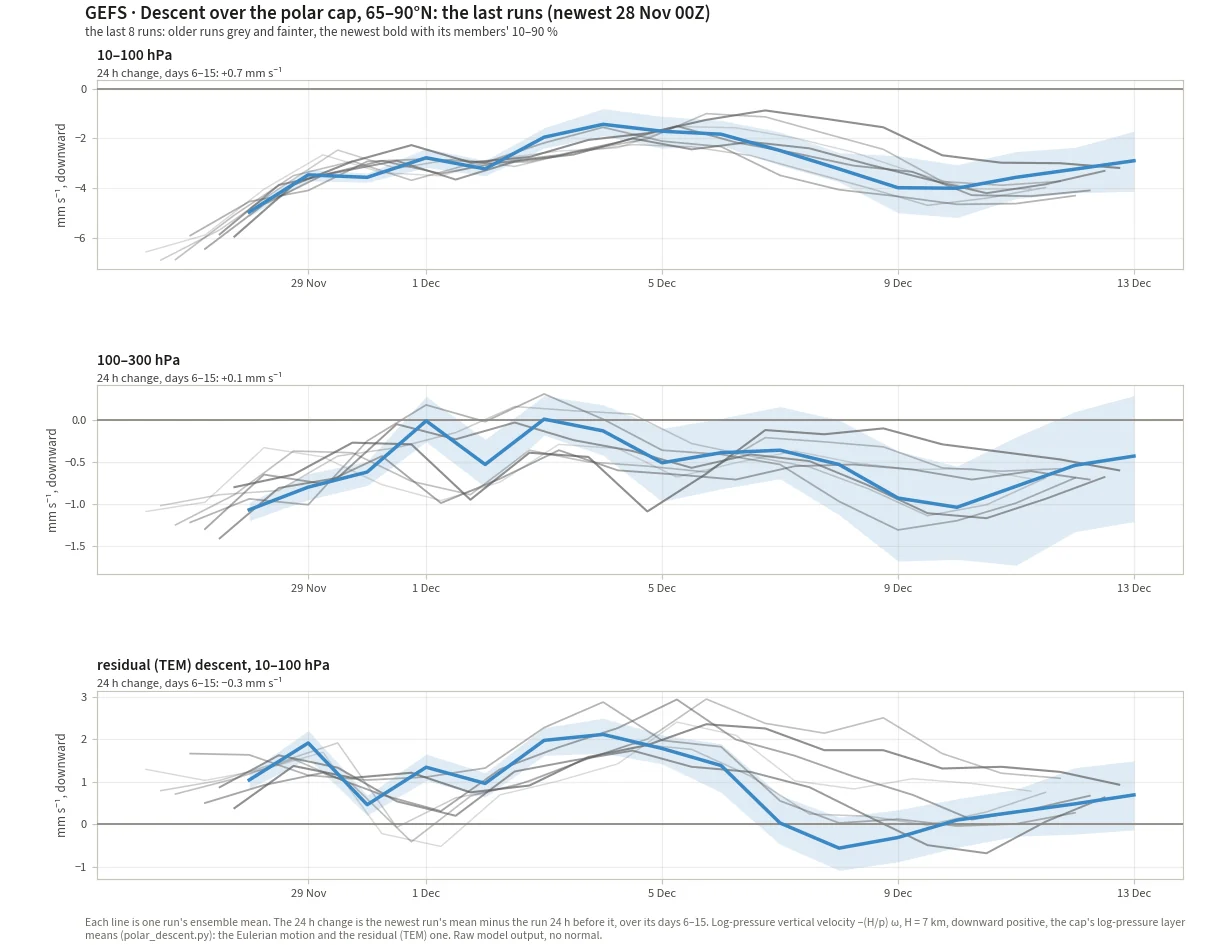 GEFS · Descent over the polar cap, 65–90°N: the last runs (newest 28 Nov 00Z)
the last 8 runs: older runs grey and fainter, the newest bold with its members' 10–90 %
10–100 hPa
24 h change, days 6–15: +0.7 mm s⁻¹
0
−2
−4
−6
mm s⁻¹, downward
29 Nov
1 Dec
5 Dec
9 Dec
13 Dec
100–300 hPa
24 h change, days 6–15: +0.1 mm s⁻¹
0.0
−0.5
−1.0
−1.5
mm s⁻¹, downward
29 Nov
1 Dec
5 Dec
9 Dec
13 Dec
residual (TEM) descent, 10–100 hPa
24 h change, days 6–15: −0.3 mm s⁻¹
3
2
1
0
−1
mm s⁻¹, downward
29 Nov
1 Dec
5 Dec
9 Dec
13 Dec
Each line is one run's ensemble mean. The 24 h change is the newest run's mean minus the run 24 h before it, over its days 6–15. Log-pressure vertical velocity −(H/p) ω, H = 7 km, downward positive, the cap's log-pressure layer
means (polar_descent.py): the Eulerian motion and the residual (TEM) one. Raw model output, no normal.